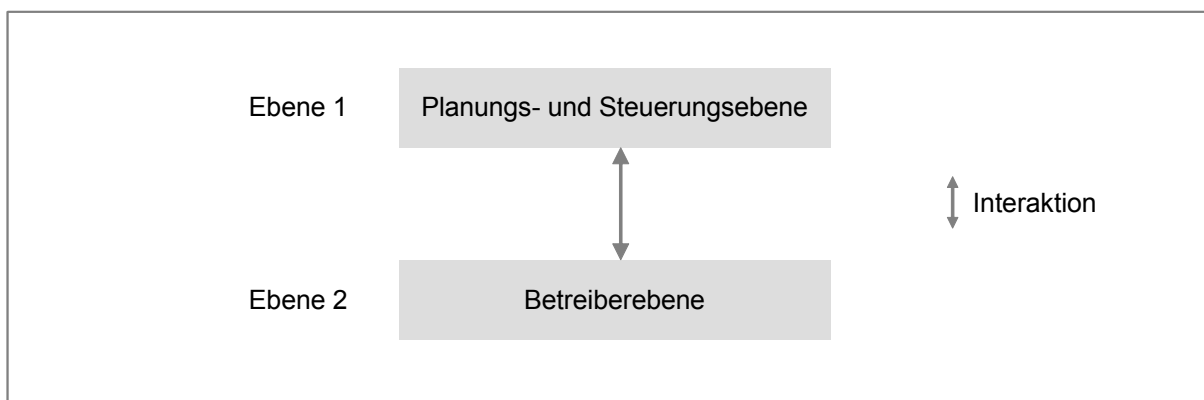 Ebene 1
Planungs- und Steuerungsebene
Interaktion
Ebene 2
Betreiberebene